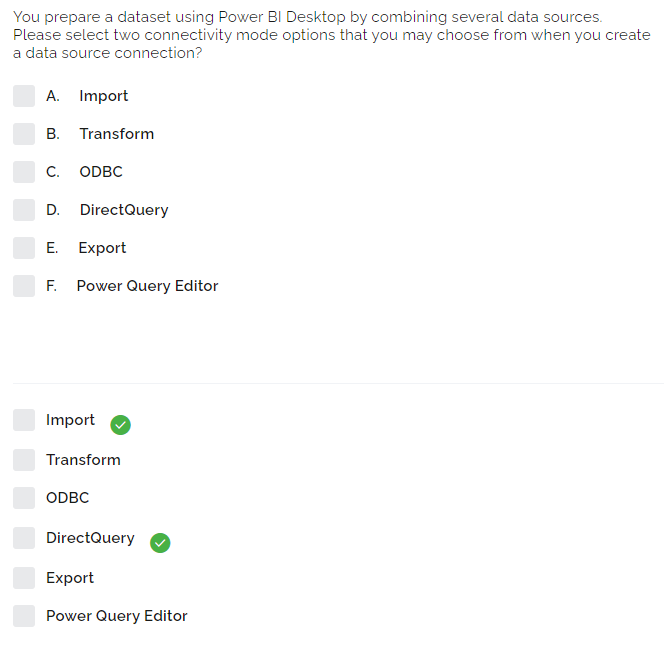 You prepare a dataset using Power BI Desktop by combining several data sources.
Please select two connectivity mode options that you may choose from when you create
a data source connection?
A. Import
B. Transform
C. ODBC
D. DirectQuery
E. Export
F. Power Query Editor
Import
Transform
ODBC
DirectQuery
Export
Power Query Editor